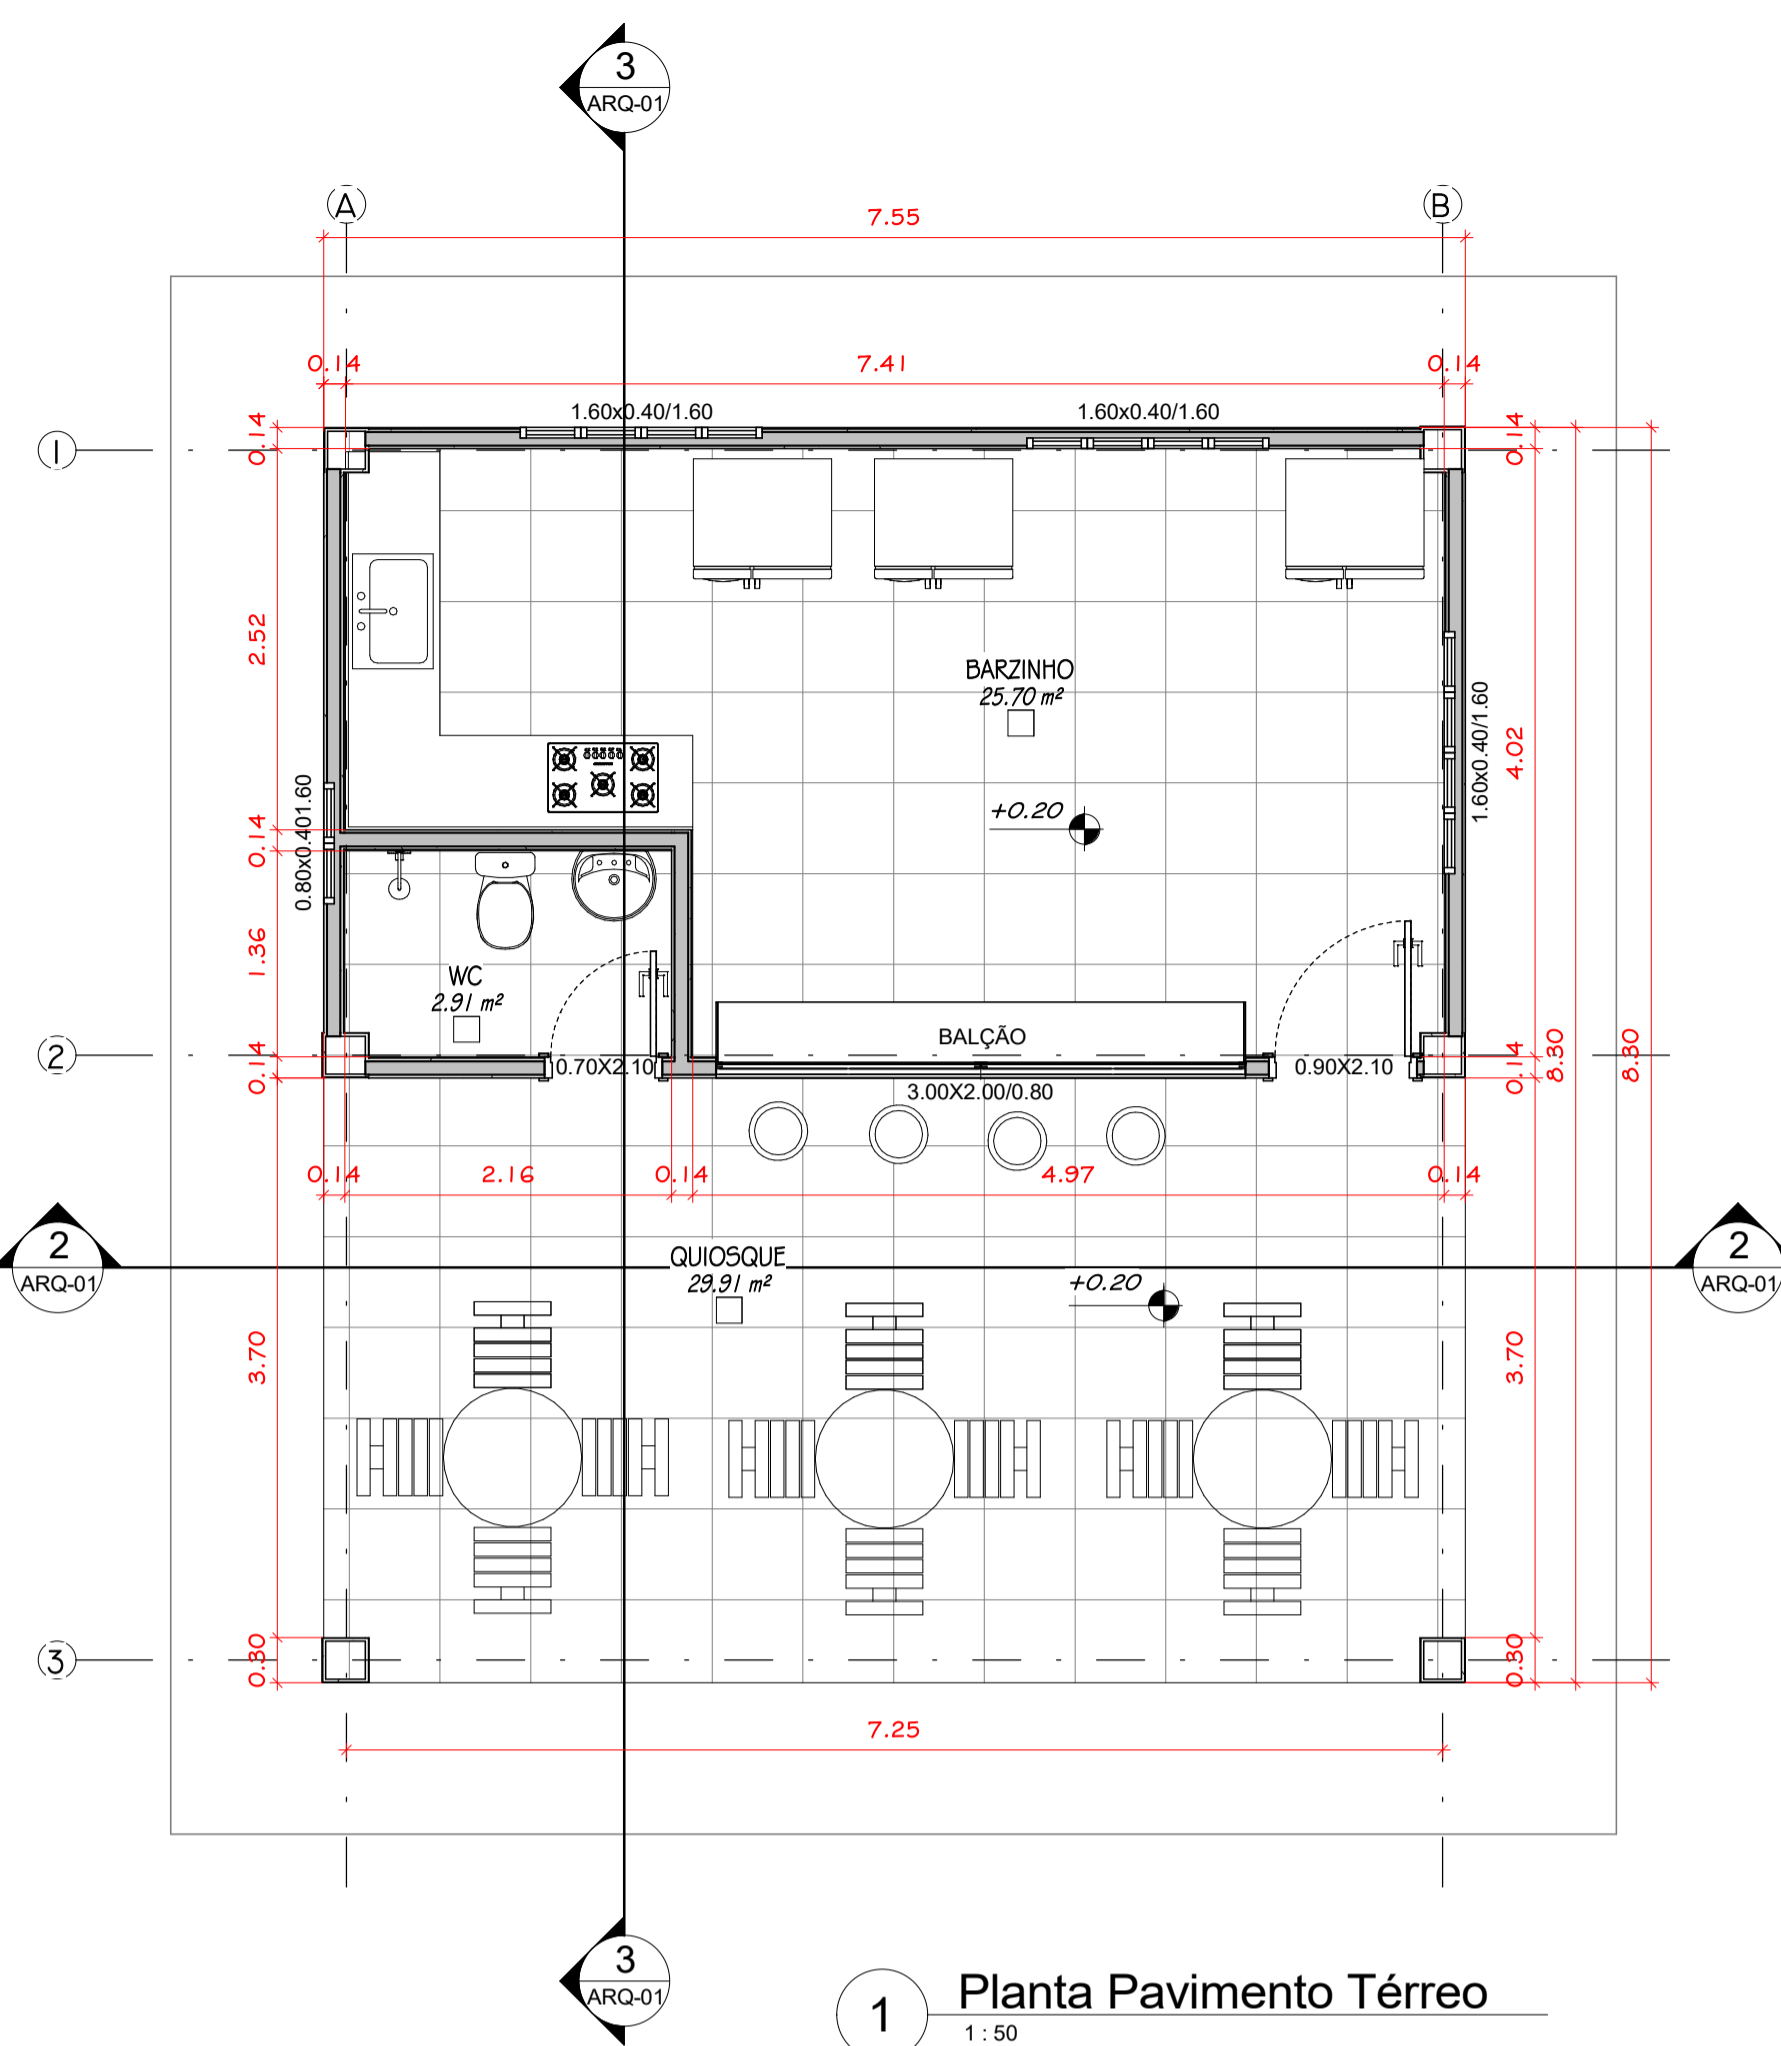 3
ARQ-01
A
B
7.55
0.14
7.41
0.14
1.60x0.40/1.60
1.60x0.40/1.60
0.14
0.14
1
2.52
BARZINHO
25.70 m²
1.60x0.40/1.60
4.02
0.80x0.401.60
+0.20
0.14
1.36
WC
2.91 m²
BALÇÃO
2
0.14
0.70X2.10
0.90X2.10
0.14
8.30
8.30
3.00X2.00/0.80
0.14
2.16
0.14
4.97
0.14
2
ARQ-01
QUIOSQUE
29.91 m²
+0.20
2
ARQ-01
3.70
3.70
3
0.30
0.30
7.25
3
ARQ-01
1
Planta Pavimento Térreo
1 : 50